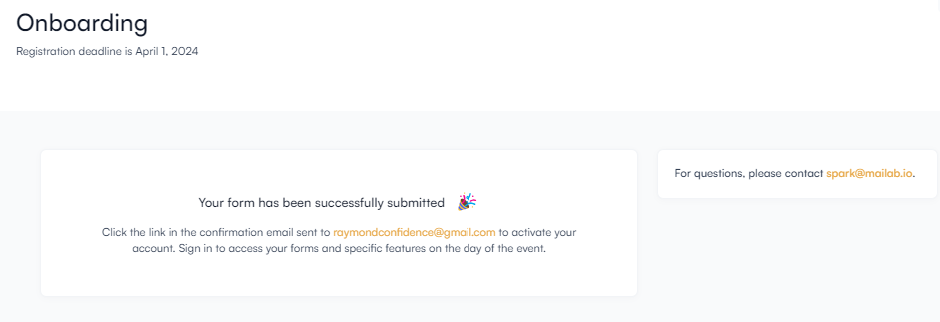 Onboarding
Registration deadline is April 1, 2024
Your form has been successfully submitted 🎉
Click the link in the confirmation email sent to raymondconfidence@gmail.com to activate your
account. Sign in to access your forms and specific features on the day of the event.
For questions, please contact spark@mailab.io.